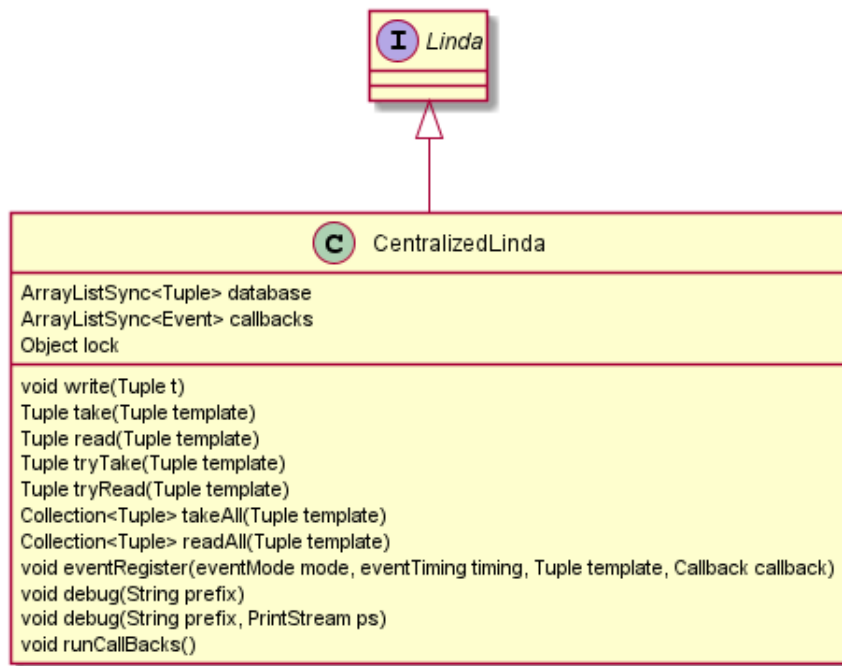 I Linda
C CentralizedLinda
ArrayListSync<Tuple> database
ArrayListSync<Event> callbacks
Object lock
void write(Tuple t)
Tuple take(Tuple template)
Tuple read(Tuple template)
Tuple tryTake(Tuple template)
Tuple tryRead(Tuple template)
Collection<Tuple> takeAll(Tuple template)
Collection<Tuple> readAll(Tuple template)
void eventRegister(eventMode mode, eventTiming timing, Tuple template, Callback callback)
void debug(String prefix)
void debug(String prefix, PrintStream ps)
void runCallBacks()